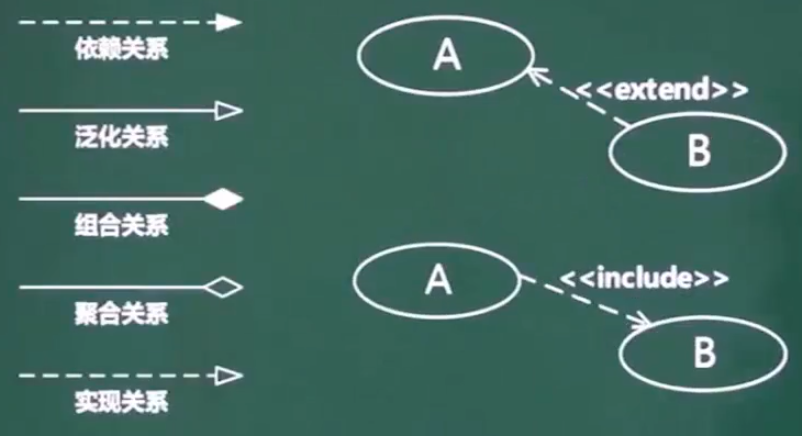 依赖关系
泛化关系
组合关系
聚合关系
实现关系
A
<<extend>>
B
A
<<include>>
B